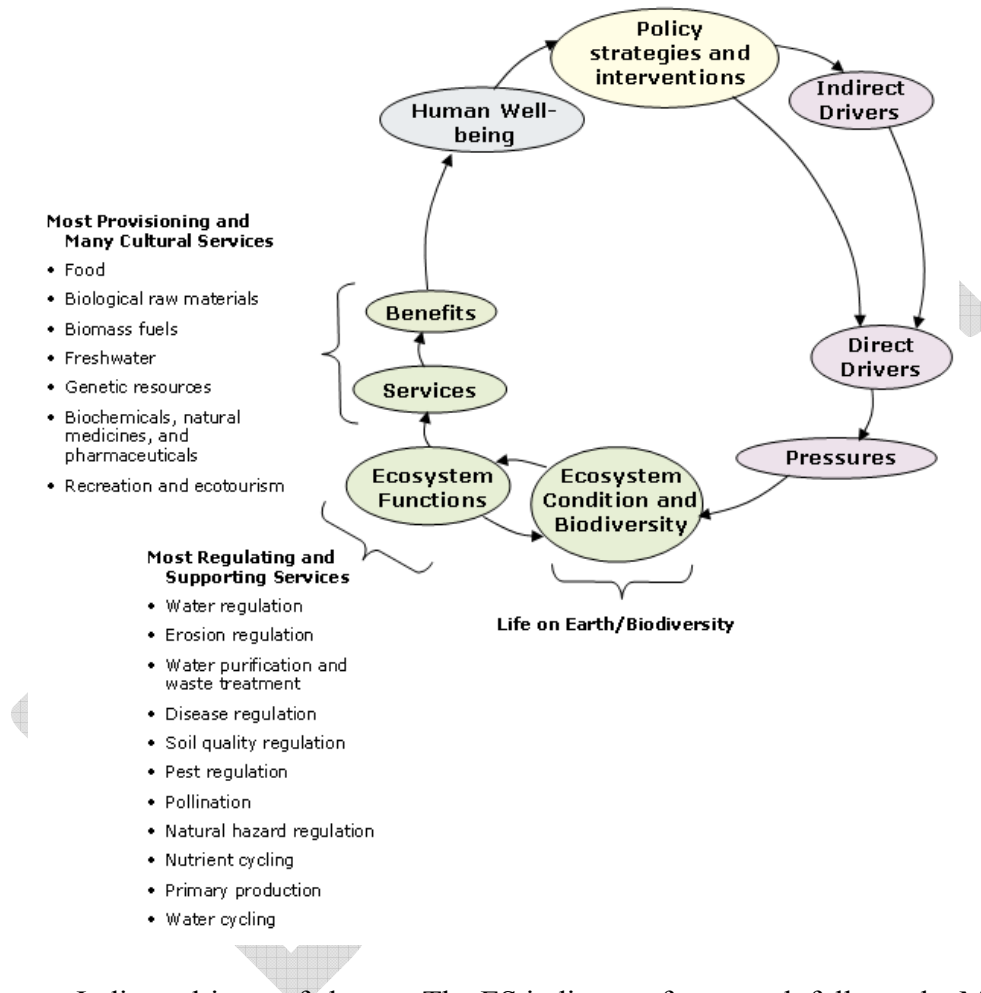 Policy
strategies and
interventions
Indirect
Drivers
Human Well-
being
Most Provisioning and
Many Cultural Services
• Food
• Biological raw materials
• Biomass fuels
• Freshwater
• Genetic resources
• Biochemicals, natural
medicines, and
pharmaceuticals
• Recreation and ecotourism
Benefits
Services
Direct
Drivers
Pressures
Ecosystem
Functions
Ecosystem
Condition and
Biodiversity
Most Regulating and
Supporting Services
• Water regulation
• Erosion regulation
• Water purification and
waste treatment
• Disease regulation
• Soil quality regulation
• Pest regulation
• Pollination
• Natural hazard regulation
• Nutrient cycling
• Primary production
• Water cycling
Life on Earth/Biodiversity